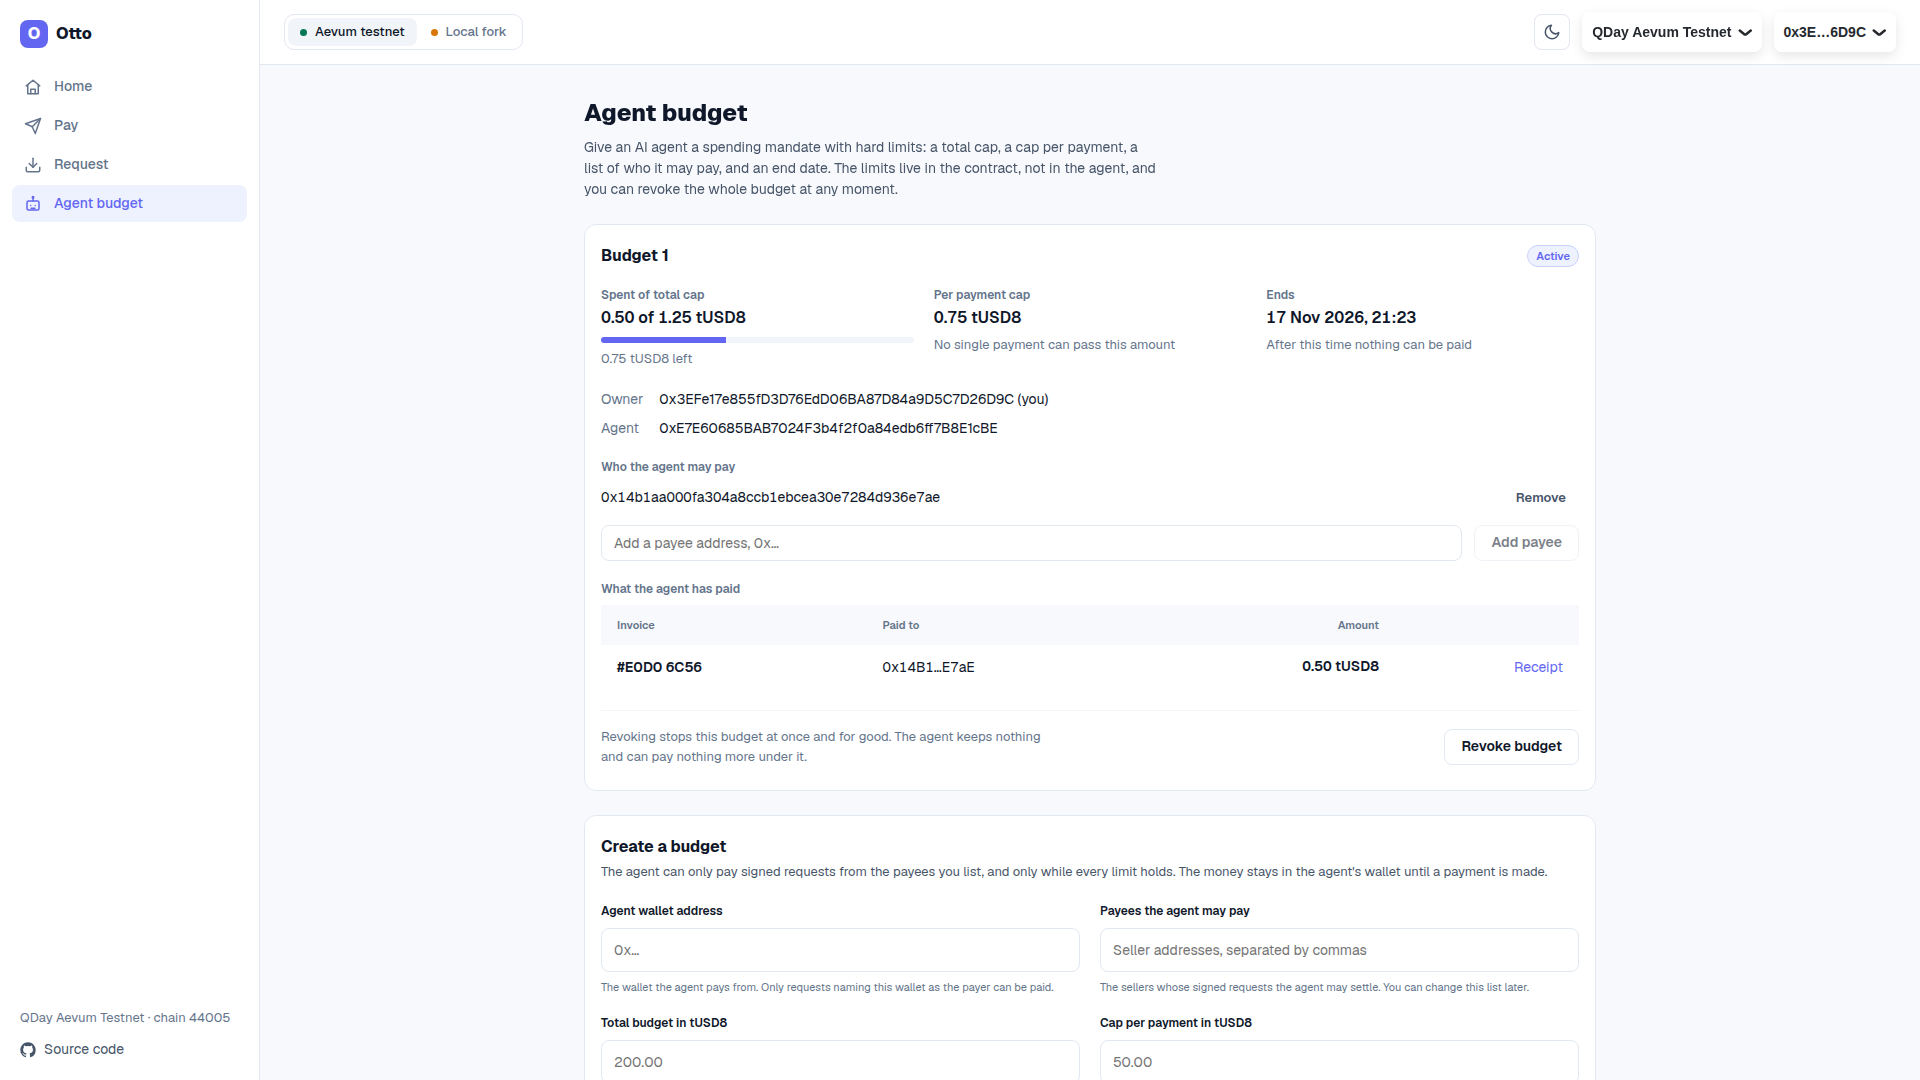 O Otto
Home
Pay
Request
Agent budget
QDay Aevum Testnet · chain 44005
Source code
Aevum testnet
Local fork
QDay Aevum Testnet
0x3E...6D9C
Agent budget
Give an AI agent a spending mandate with hard limits: a total cap, a cap per payment, a
list of who it may pay, and an end date. The limits live in the contract, not in the agent, and
you can revoke the whole budget at any moment.
Budget 1
Active
Spent of total cap
0.50 of 1.25 tUSD8
0.75 tUSD8 left
Per payment cap
0.75 tUSD8
No single payment can pass this amount
Ends
17 Nov 2026, 21:23
After this time nothing can be paid
Owner 0x3EFe17e855fD3D76EdD06BA87D84a9D5C7D26D9C (you)
Agent 0xE7E60685BAB7024F3b4f2f0a84edb6ff7B8E1cBE
Who the agent may pay
0x14b1aa000fa304a8ccb1ebcea30e7284d936e7ae
Remove
Add a payee address, 0x...
Add payee
What the agent has paid
Invoice Paid to Amount
#E0D0 6C56 0x14B1...E7aE 0.50 tUSD8 Receipt
Revoking stops this budget at once and for good. The agent keeps nothing
and can pay nothing more under it.
Revoke budget
Create a budget
The agent can only pay signed requests from the payees you list, and only while every limit holds. The money stays in the agent's wallet until a payment is made.
Agent wallet address
0x...
The wallet the agent pays from. Only requests naming this wallet as the payer can be paid.
Payees the agent may pay
Seller addresses, separated by commas
The sellers whose signed requests the agent may settle. You can change this list later.
Total budget in tUSD8
200.00
Cap per payment in tUSD8
50.00